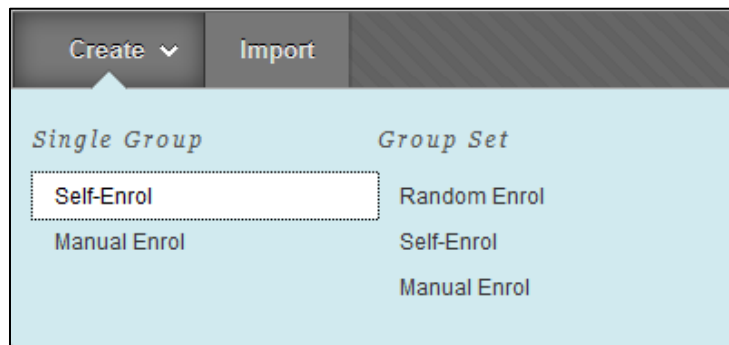 Create Import
Single Group
Self-Enrol
Manual Enrol
Group Set
Random Enrol
Self-Enrol
Manual Enrol